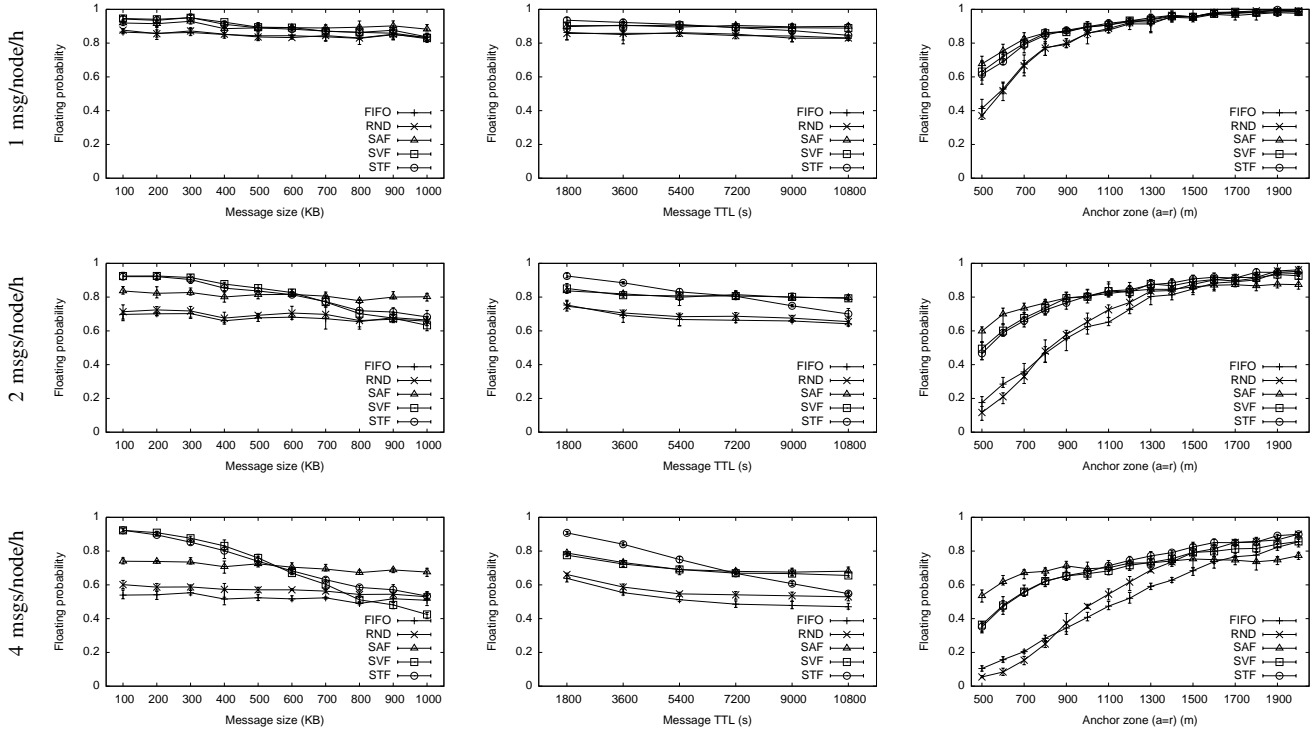 1 msg/node/h
Floating probability
1
0.8
0.6
0.4
0.2
0
FIFO
RND
SAF
SVF
STF
100 200 300 400 500 600 700 800 900 1000
Message size (KB)
Floating probability
1
0.8
0.6
0.4
0.2
0
FIFO
RND
SAF
SVF
STF
1800 3600 5400 7200 9000 10800
Message TTL (s)
Floating probability
1
0.8
0.6
0.4
0.2
0
FIFO
RND
SAF
SVF
STF
500 700 900 1100 1300 1500 1700 1900
Anchor zone (a=r) (m)
2 msgs/node/h
Floating probability
1
0.8
0.6
0.4
0.2
0
FIFO
RND
SAF
SVF
STF
100 200 300 400 500 600 700 800 900 1000
Message size (KB)
Floating probability
1
0.8
0.6
0.4
0.2
0
FIFO
RND
SAF
SVF
STF
1800 3600 5400 7200 9000 10800
Message TTL (s)
Floating probability
1
0.8
0.6
0.4
0.2
0
FIFO
RND
SAF
SVF
STF
500 700 900 1100 1300 1500 1700 1900
Anchor zone (a=r) (m)
4 msgs/node/h
Floating probability
1
0.8
0.6
0.4
0.2
0
FIFO
RND
SAF
SVF
STF
100 200 300 400 500 600 700 800 900 1000
Message size (KB)
Floating probability
1
0.8
0.6
0.4
0.2
0
FIFO
RND
SAF
SVF
STF
1800 3600 5400 7200 9000 10800
Message TTL (s)
Floating probability
1
0.8
0.6
0.4
0.2
0
FIFO
RND
SAF
SVF
STF
500 700 900 1100 1300 1500 1700 1900
Anchor zone (a=r) (m)